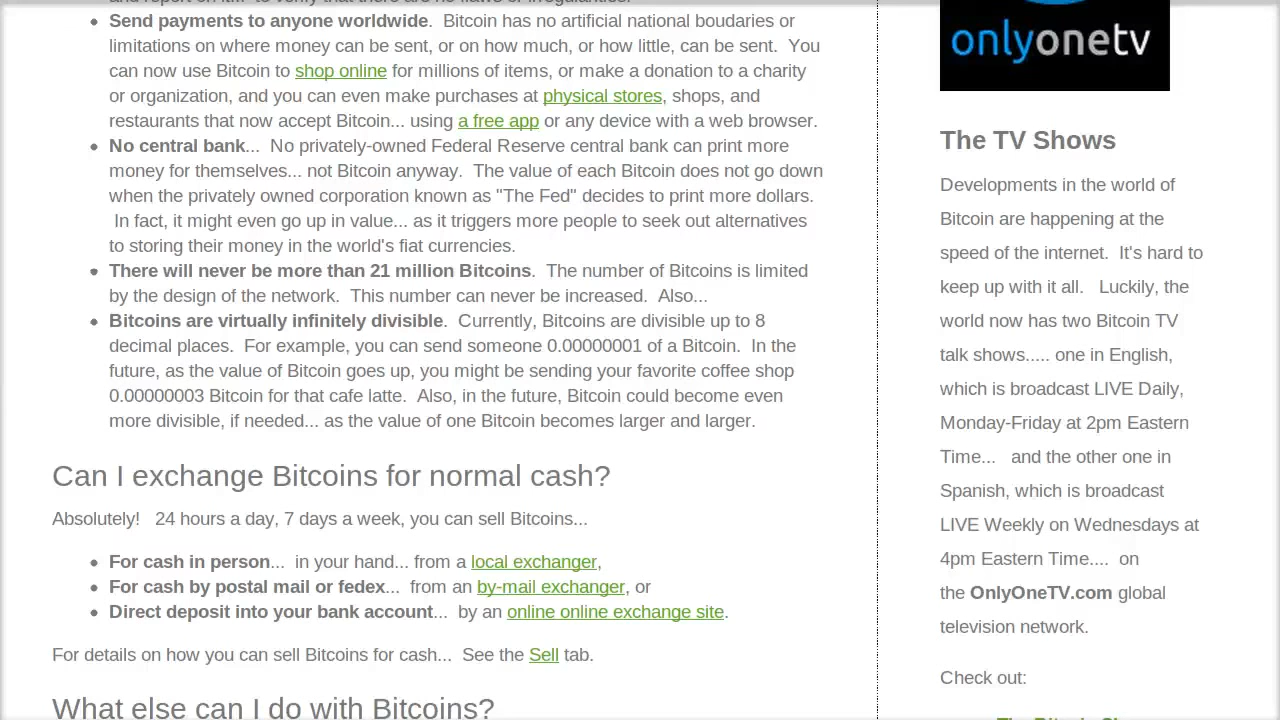 Send payments to anyone worldwide.  Bitcoin has no artificial national boudaries or
limitations on where money can be sent, or on how much, or how little, can be sent.  You
can now use Bitcoin to shop online for millions of items, or make a donation to a charity
or organization, and you can even make purchases at physical stores, shops, and
restaurants that now accept Bitcoin... using a free app or any device with a web browser.
No central bank...  No privately-owned Federal Reserve central bank can print more
money for themselves... not Bitcoin anyway.  The value of each Bitcoin does not go down
when the privately owned corporation known as "The Fed" decides to print more dollars.
In fact, it might even go up in value... as it triggers more people to seek out alternatives
to storing their money in the world's fiat currencies.
There will never be more than 21 million Bitcoins.  The number of Bitcoins is limited
by the design of the network.  This number can never be increased.  Also...
Bitcoins are virtually infinitely divisible.  Currently, Bitcoins are divisible up to 8
decimal places.  For example, you can send someone 0.00000001 of a Bitcoin.  In the
future, as the value of Bitcoin goes up, you might be sending your favorite coffee shop
0.00000003 Bitcoin for that cafe latte.  Also, in the future, Bitcoin could become even
more divisible, if needed... as the value of one Bitcoin becomes larger and larger.
Can I exchange Bitcoins for normal cash?
Absolutely!   24 hours a day, 7 days a week, you can sell Bitcoins...
For cash in person...  in your hand... from a local exchanger,
For cash by postal mail or fedex...  from an by-mail exchanger, or
Direct deposit into your bank account...  by an online online exchange site.
For details on how you can sell Bitcoins for cash...  See the Sell tab.
What else can I do with Bitcoins?
onlyonetv
The TV Shows
Developments in the world of
Bitcoin are happening at the
speed of the internet.  It's hard to
keep up with it all.   Luckily, the
world now has two Bitcoin TV
talk shows..... one in English,
which is broadcast LIVE Daily,
Monday-Friday at 2pm Eastern
Time...   and the other one in
Spanish, which is broadcast
LIVE Weekly on Wednesdays at
4pm Eastern Time....  on
the OnlyOneTV.com global
television network.
Check out: